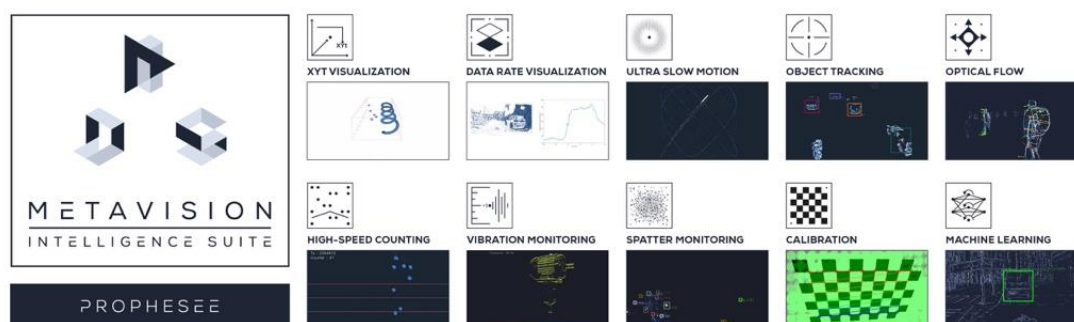 METAVISION
INTELLIGENCE SUITE
PROPHESEE
XYt
XYT VISUALIZATION
DATA RATE VISUALIZATION
ULTRA SLOW MOTION
OBJECT TRACKING
OPTICAL FLOW
HIGH-SPEED COUNTING
VIBRATION MONITORING
SPATTER MONITORING
CALIBRATION
MACHINE LEARNING